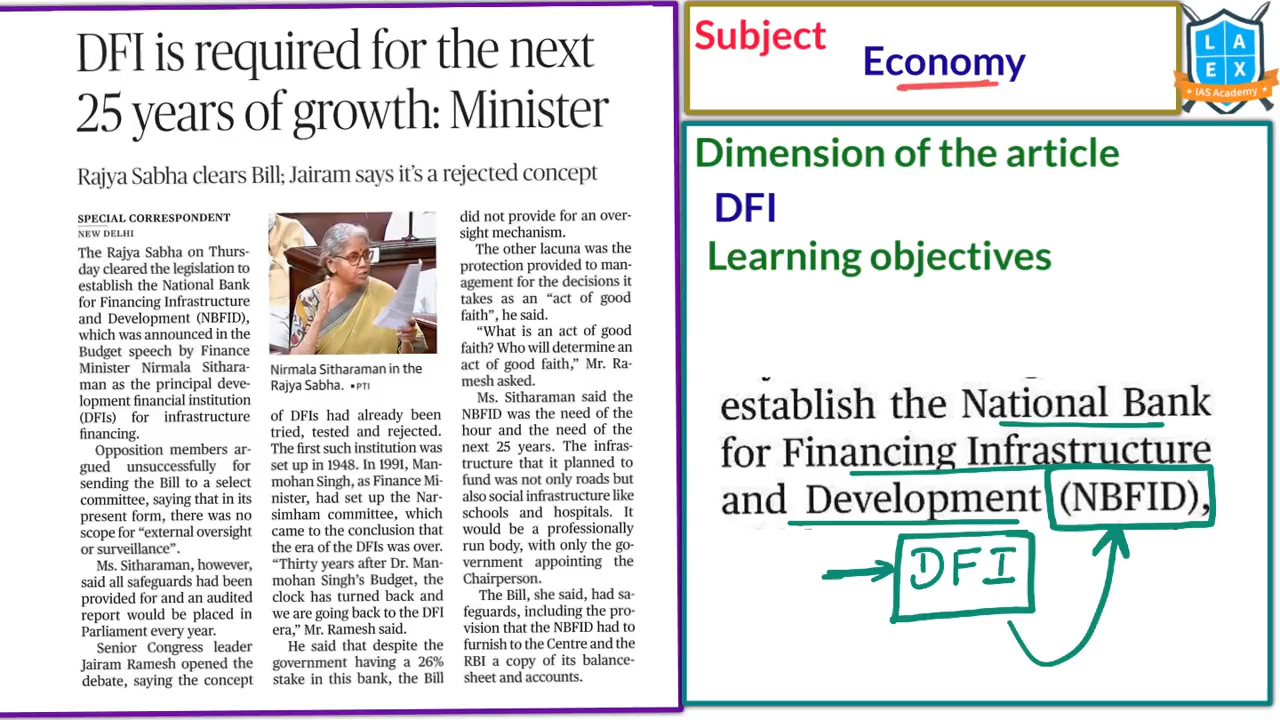 DFI is required for the next
25 years of growth: Minister
Rajya Sabha clears Bill; Jairam says it's a rejected concept
SPECIAL CORRESPONDENT
NEW DELHI
The Rajya Sabha on Thurs-
day cleared the legislation to
establish the National Bank
for Financing Infrastructure
and Development (NBFID),
which was announced in the
Budget speech by Finance
Minister Nirmala Sithara-
man as the principal deve-
lopment financial institution
(DFIs) for infrastructure
financing.
Opposition members ar-
gued unsuccessfully for
sending the Bill to a select
committee, saying that in its
present form, there was no
scope for "external oversight
or surveillance".
Ms. Sitharaman, however,
said all safeguards had been
provided for and an audited
report would be placed in
Parliament every year.
Senior Congress leader
Jairam Ramesh opened the
debate, saying the concept
Nirmala Sitharaman in the
Rajya Sabha. •PTI
of DFIs had already been
tried, tested and rejected.
The first such institution was
set up in 1948. In 1991, Man-
mohan Singh, as Finance Mi-
nister, had set up the Nar-
simham committee, which
came to the conclusion that
the era of the DFIs was over.
"Thirty years after Dr. Man-
mohan Singh's Budget, the
clock has turned back and
we are going back to the DFI
era," Mr. Ramesh said.
He said that despite the
government having a 26%
stake in this bank, the Bill
did not provide for an over-
sight mechanism.
The other lacuna was the
protection provided to man-
agement for the decisions it
takes as an "act of good
faith", he said.
"What is an act of good
faith? Who will determine an
act of good faith," Mr. Ra-
mesh asked.
Ms. Sitharaman said the
NBFID was the need of the
hour and the need of the
next 25 years. The infras-
tructure that it planned to
fund was not only roads but
also social infrastructure like
schools and hospitals. It
would be a professionally
run body, with only the go-
vernment appointing the
Chairperson.
The Bill, she said, had sa-
feguards, including the pro-
vision that the NBFID had to
furnish to the Centre and the
RBI a copy of its balance-
sheet and accounts.
Subject
Economy
L A
E X
IAS Academy
Dimension of the article
DFI
Learning objectives
establish the National Bank
for Financing Infrastructure
and Development (NBFID),
DFI